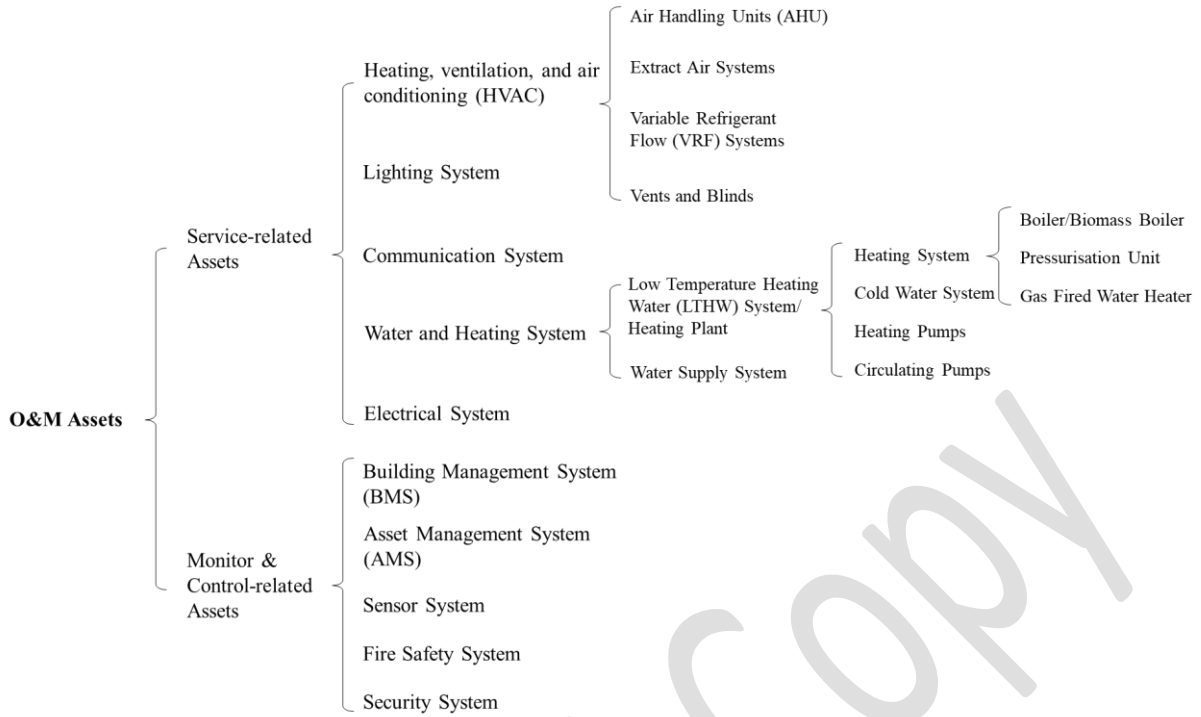 O&M Assets
Service-related
Assets
Heating, ventilation, and air
conditioning (HVAC)
Air Handling Units (AHU)
Extract Air Systems
Variable Refrigerant
Flow (VRF) Systems
Vents and Blinds
Lighting System
Communication System
Water and Heating System
Low Temperature Heating
Water (LTHW) System/
Heating Plant
Heating System
Boiler/Biomass Boiler
Pressurisation Unit
Gas Fired Water Heater
Cold Water System
Heating Pumps
Circulating Pumps
Water Supply System
Electrical System
Monitor &
Control-related
Assets
Building Management System
(BMS)
Asset Management System
(AMS)
Sensor System
Fire Safety System
Security System
Copy